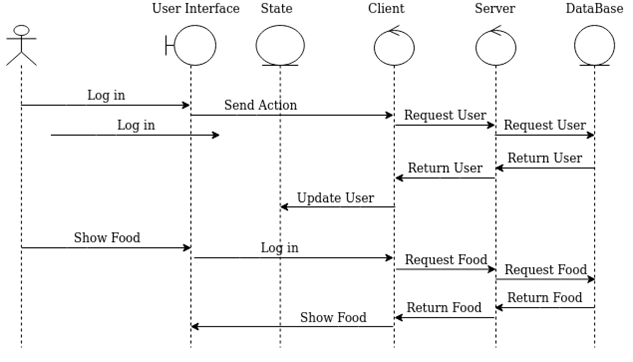 User Interface State Client Server DataBase
Log in
Send Action
Request User
Log in
Request User
Return User
Return User
Update User
Show Food
Log in
Request Food
Request Food
Return Food
Return Food
Show Food